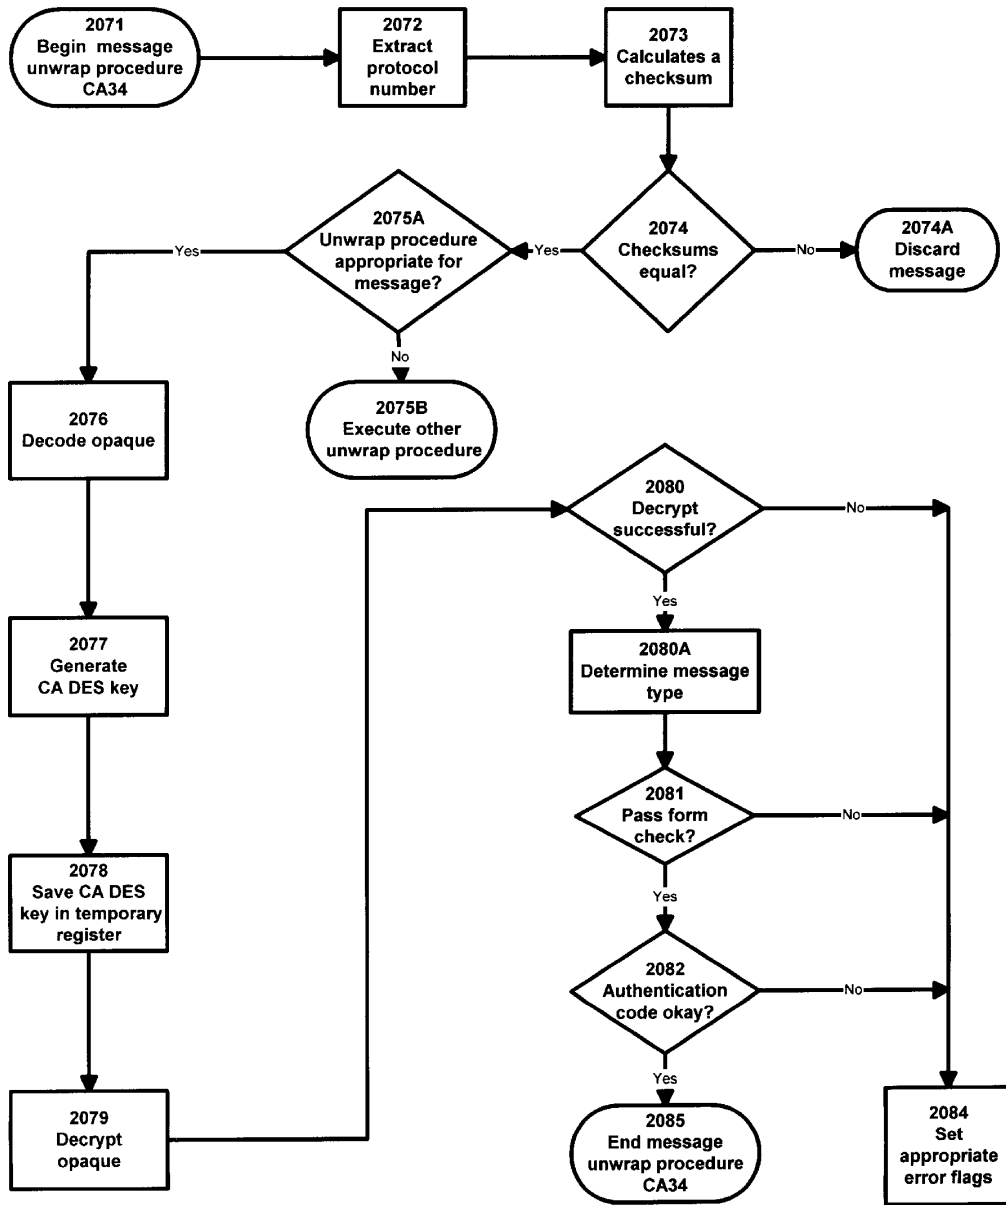 2071
Begin message
unwrap procedure
CA34
2072
Extract
protocol
number
2073
Calculates a
checksum
2074
Checksums
equal?
No
2074A
Discard
message
Yes
2075A
Unwrap procedure
appropriate for
message?
Yes
No
2075B
Execute other
unwrap procedure
2076
Decode opaque
2077
Generate
CA DES key
2078
Save CA DES
key in temporary
register
2079
Decrypt
opaque
2080
Decrypt
successful?
No
Yes
2080A
Determine message
type
2081
Pass form
check?
No
Yes
2082
Authentication
code okay?
No
Yes
2085
End message
unwrap procedure
CA34
2084
Set
appropriate
error flags